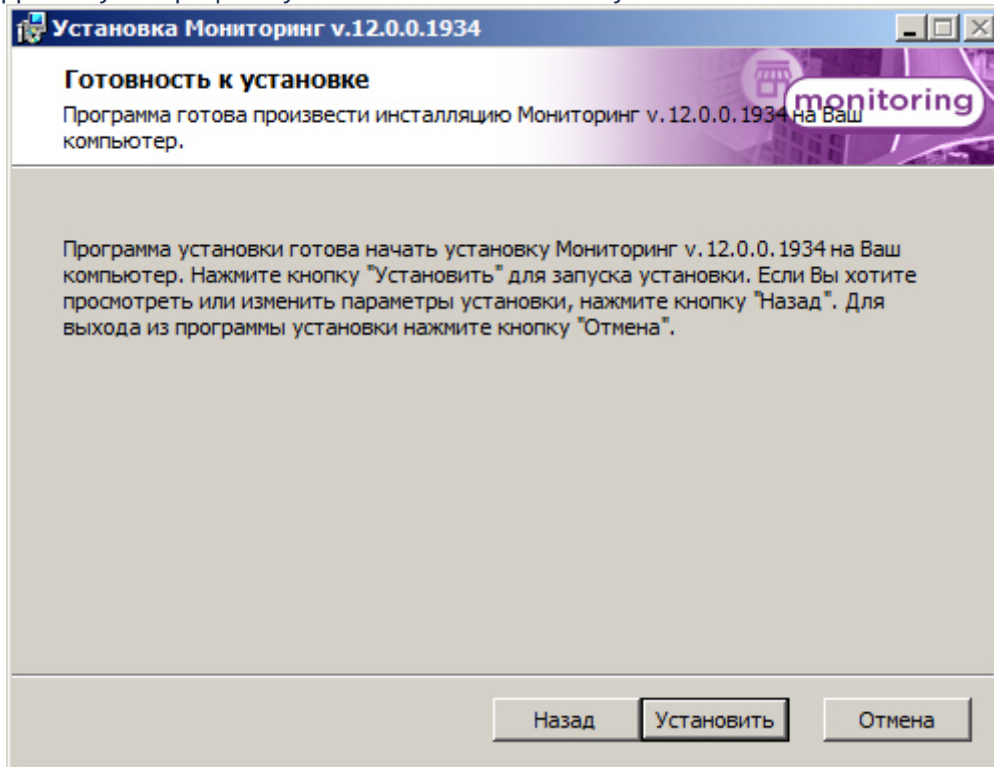 Установка Мониторинг v.12.0.0.1934
Готовность к установке
Программа готова произвести инсталляцию Мониторинг v.12.0.0.1934 на Ваш
компьютер.
monitoring
Программа установки готова начать установку Мониторинг v.12.0.0.1934 на Ваш
компьютер. Нажмите кнопку "Установить" для запуска установки. Если Вы хотите
просмотреть или изменить параметры установки, нажмите кнопку "Назад". Для
выхода из программы установки нажмите кнопку "Отмена".
Назад
Установить
Отмена